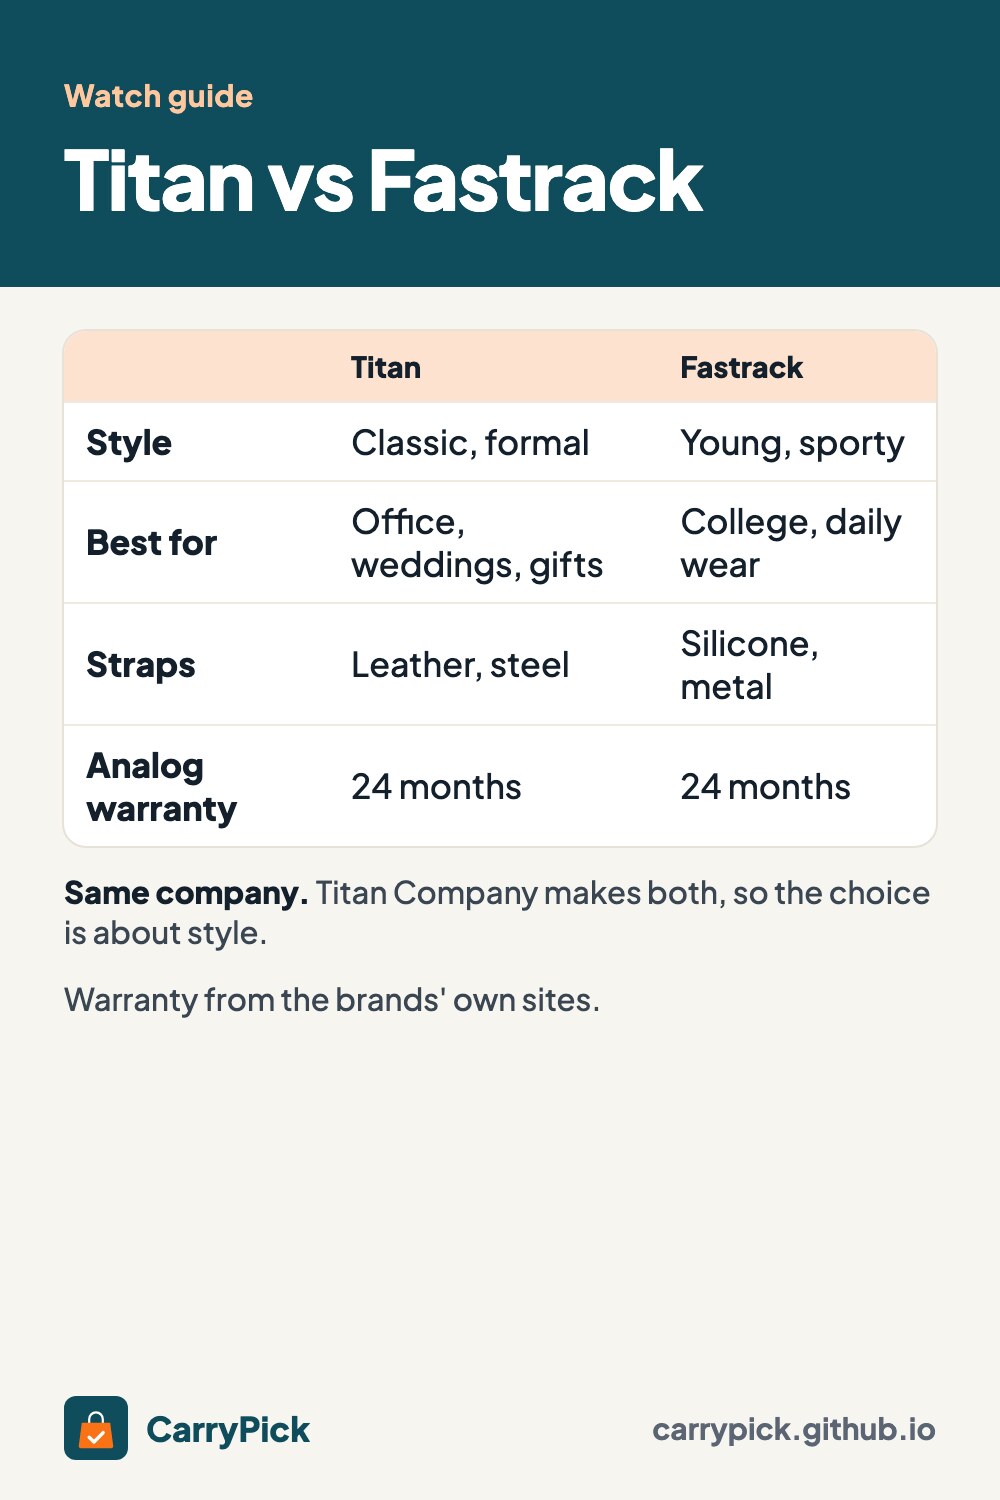 Watch guide
Titan vs Fastrack
Titan Fastrack
Style Classic, formal Young, sporty
Best for Office, weddings, gifts College, daily wear
Straps Leather, steel Silicone, metal
Analog warranty 24 months 24 months
Same company. Titan Company makes both, so the choice
is about style.
Warranty from the brands' own sites.
CarryPick carrypick.github.io